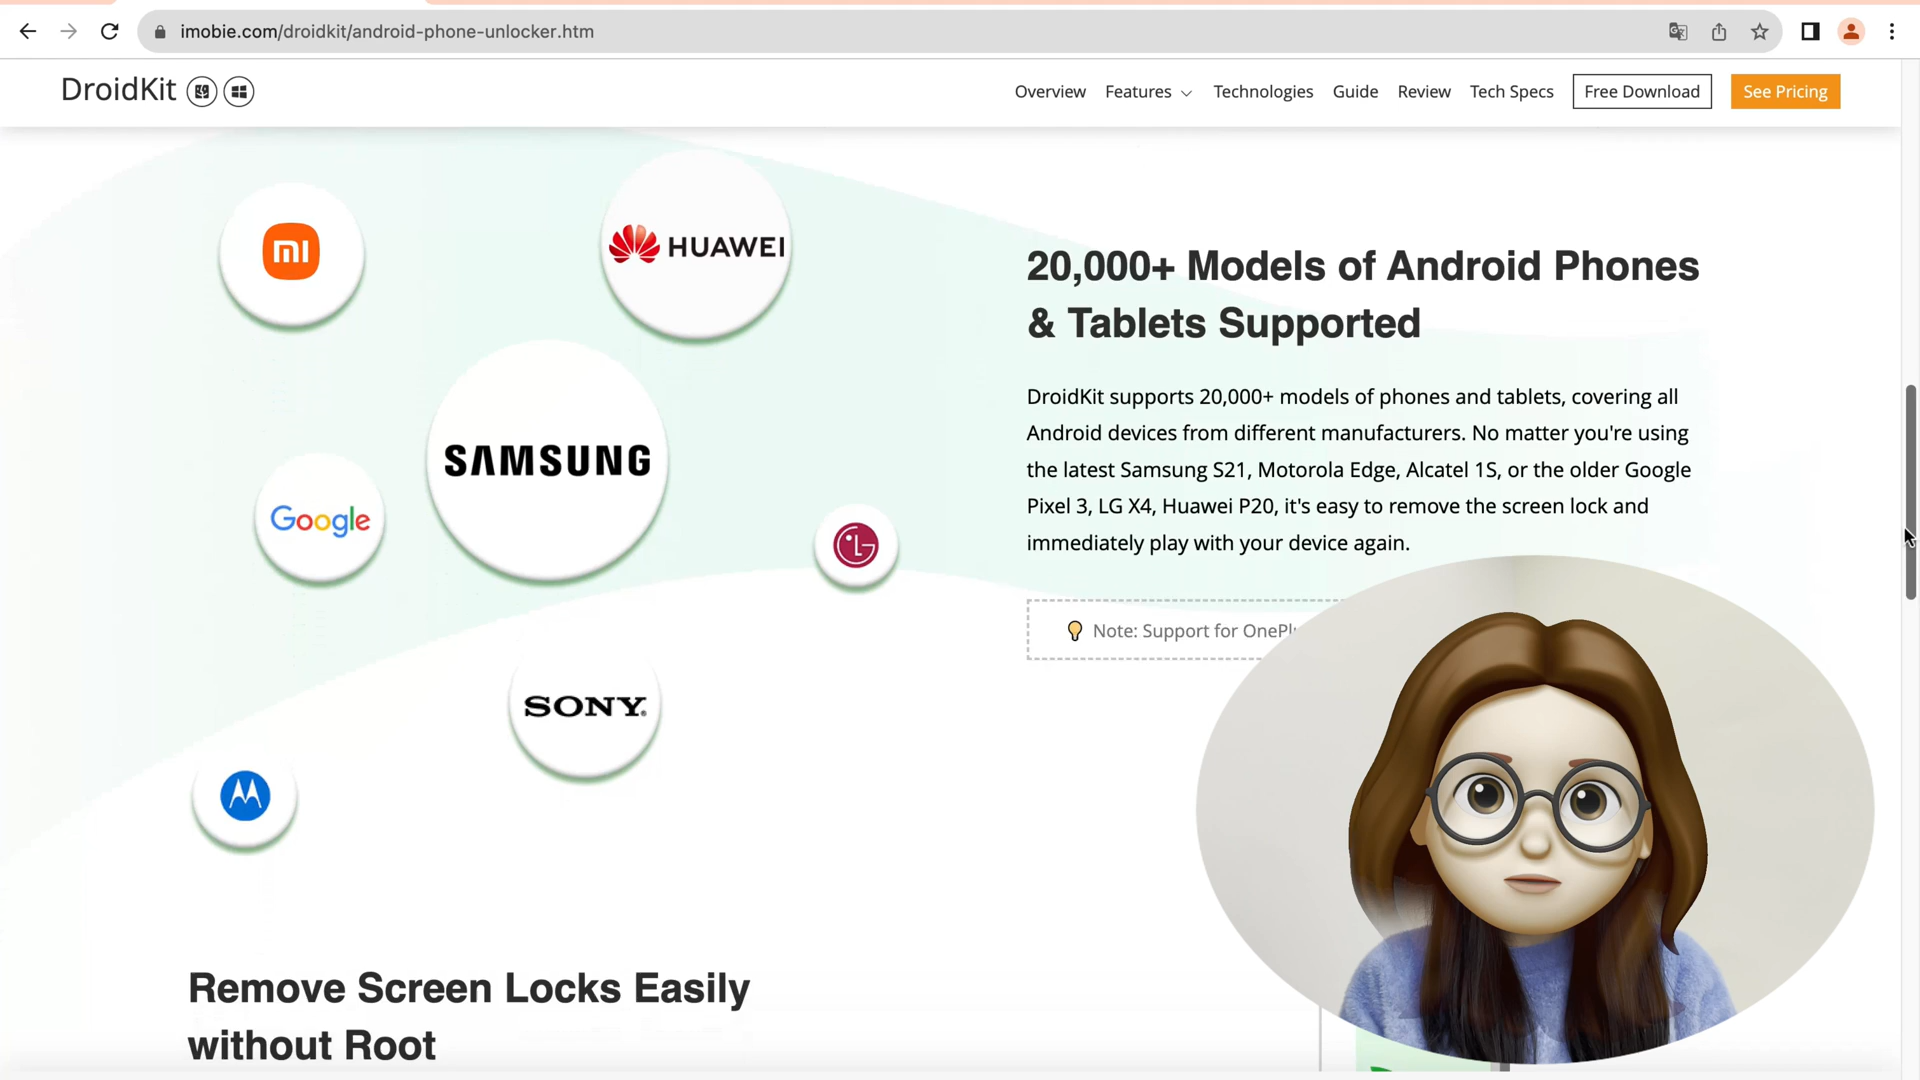 imobie.com/droidkit/android-phone-unlocker.htm
DroidKit
Overview Features Technologies Guide Review Tech Specs Free Download See Pricing
mi
HUAWEI
SAMSUNG
Google
LG
SONY
20,000+ Models of Android Phones
& Tablets Supported
DroidKit supports 20,000+ models of phones and tablets, covering all
Android devices from different manufacturers. No matter you're using
the latest Samsung S21, Motorola Edge, Alcatel 1S, or the older Google
Pixel 3, LG X4, Huawei P20, it's easy to remove the screen lock and
immediately play with your device again.
Note: Support for
Remove Screen Locks Easily
without Root